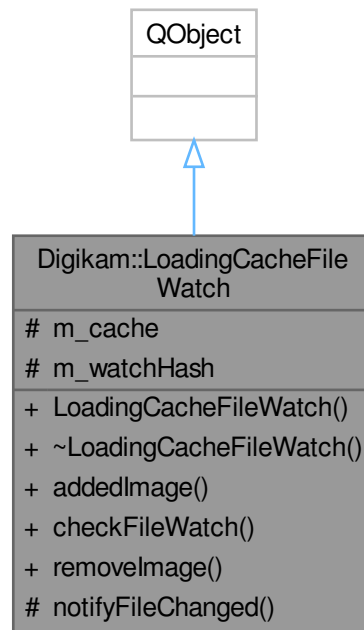 QObject
Digikam::LoadingCacheFile
Watch
# m_cache
# m_watchHash
+ LoadingCacheFileWatch()
+ ~LoadingCacheFileWatch()
+ addedImage()
+ checkFileWatch()
+ removeImage()
# notifyFileChanged()